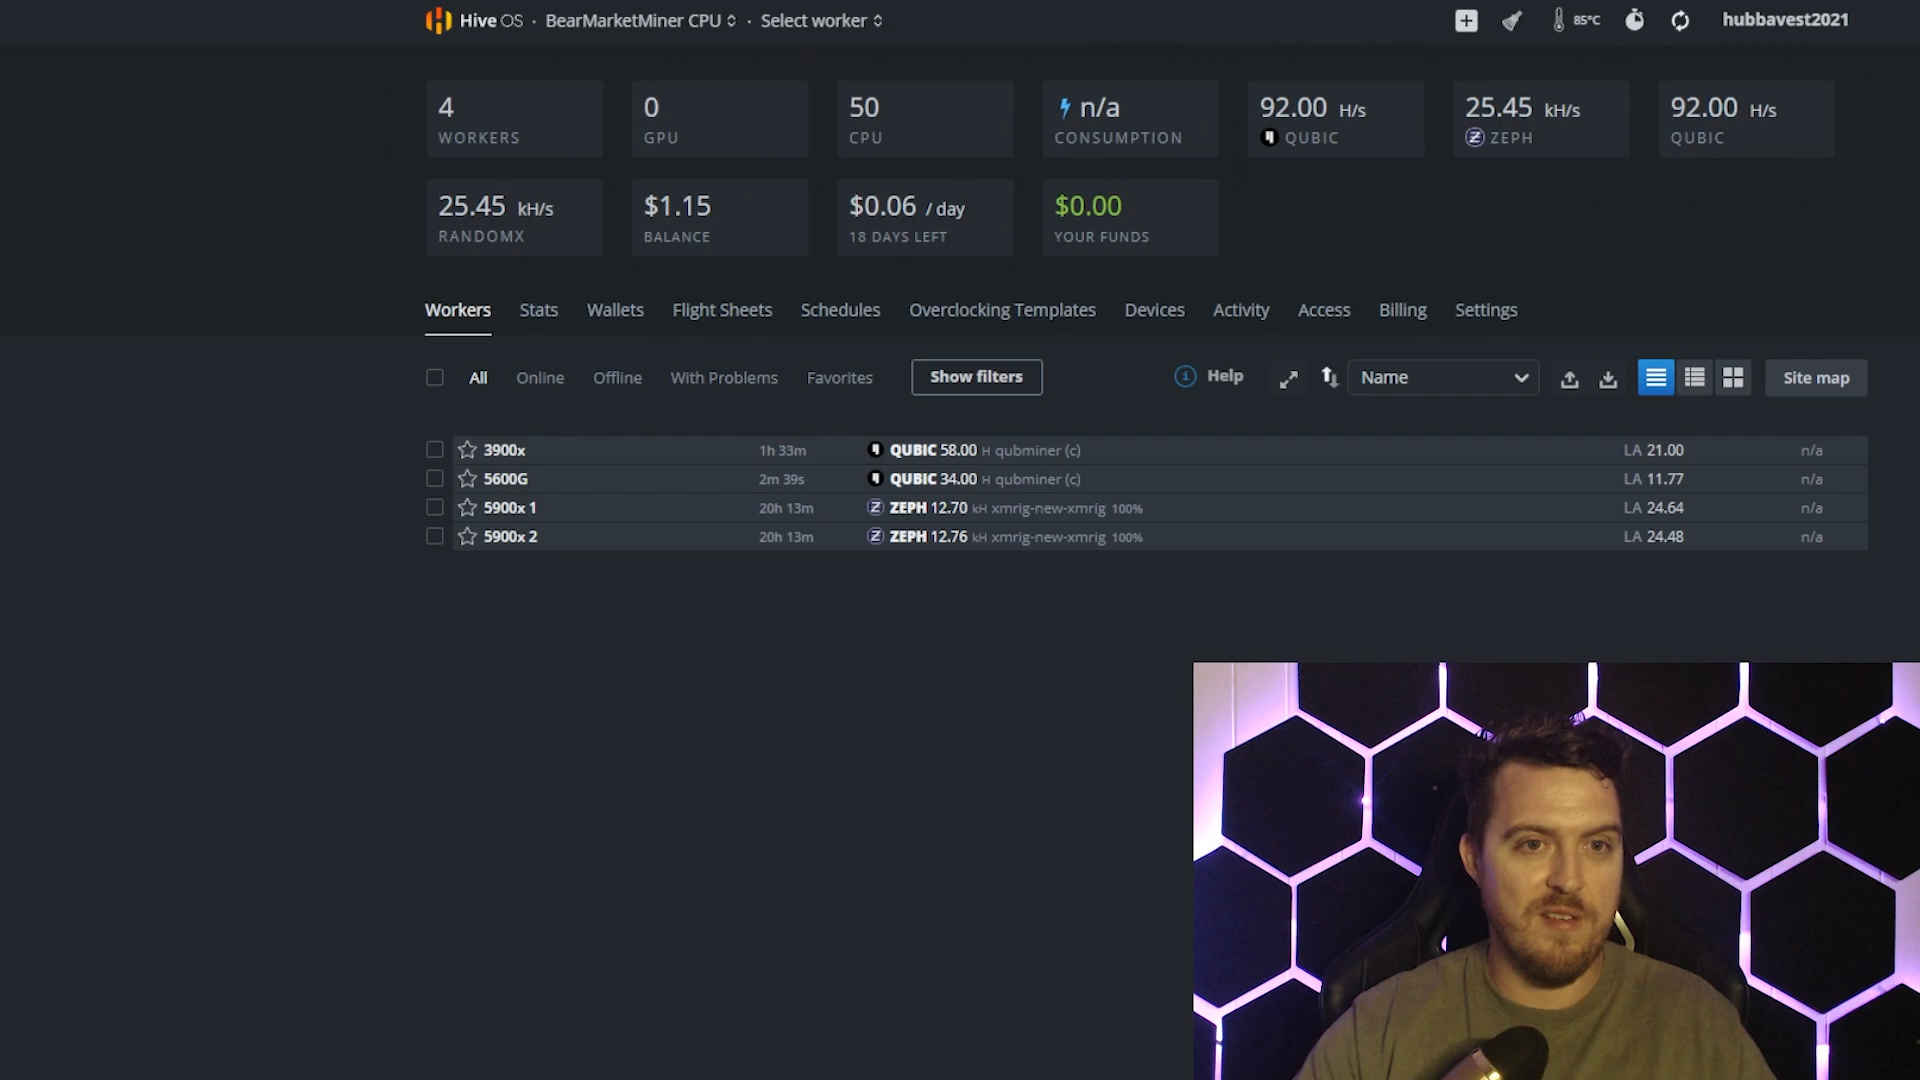 Hive OS · BearMarketMiner CPU · Select worker 85°C hubbavest2021
4 0 50 n/a 92.00 H/s 25.45 kH/s 92.00 H/s
WORKERS GPU CPU CONSUMPTION QUBIC ZEPH QUBIC
25.45 kH/s $1.15 $0.06 / day $0.00
RANDOMX BALANCE 18 DAYS LEFT YOUR FUNDS
Workers Stats Wallets Flight Sheets Schedules Overclocking Templates Devices Activity Access Billing Settings
All Online Offline With Problems Favorites Show filters Help Name Site map
3900x 1h 33m QUBIC 58.00 H qubminer (c) LA 21.00 n/a
5600G 2m 39s QUBIC 34.00 H qubminer (c) LA 11.77 n/a
5900x 1 20h 13m ZEPH 12.70 kH xmrig-new-xmrig 100% LA 24.64 n/a
5900x 2 20h 13m ZEPH 12.76 kH xmrig-new-xmrig 100% LA 24.48 n/a